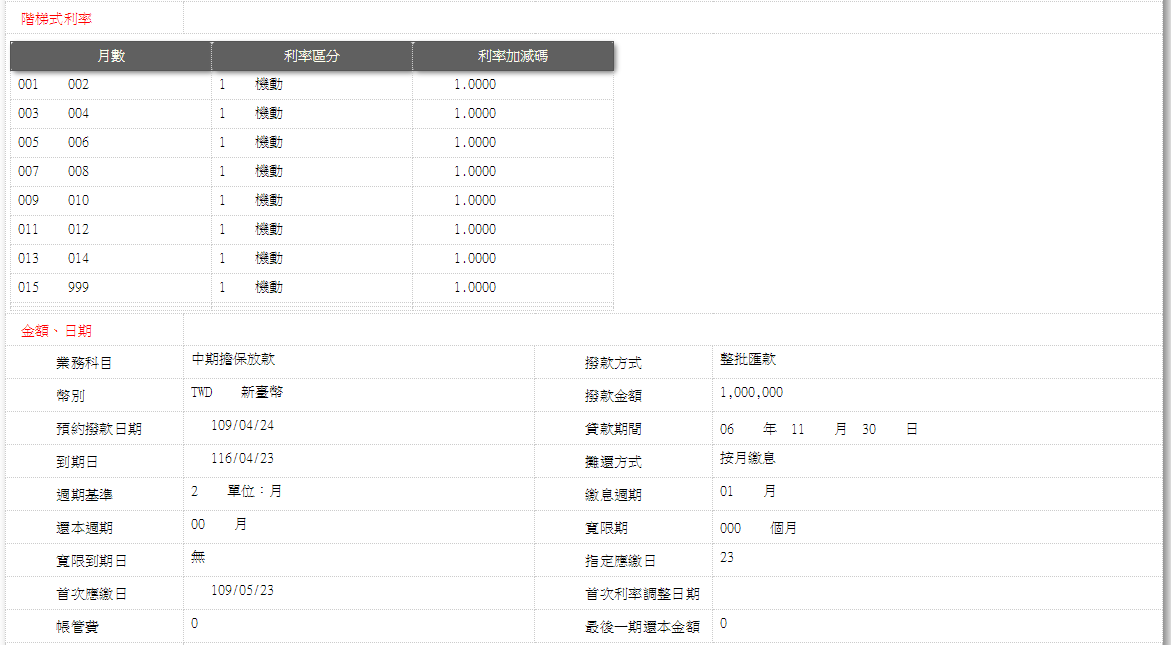 階梯式利率
月數 利率區分 利率加減碼
001 002 1 機動 1.0000
003 004 1 機動 1.0000
005 006 1 機動 1.0000
007 008 1 機動 1.0000
009 010 1 機動 1.0000
011 012 1 機動 1.0000
013 014 1 機動 1.0000
015 999 1 機動 1.0000
金額、日期
業務科目 中期擔保放款 撥款方式 整批匯款
幣別 TWD 新臺幣 撥款金額 1,000,000
預約撥款日期 109/04/24 貸款期間 06 年 11 月 30 日
到期日 116/04/23 攤還方式 按月繳息
週期基準 2 單位：月 繳息週期 01 月
還本週期 00 月 寬限期 000 個月
寬限到期日 無 指定應繳日 23
首次應繳日 109/05/23 首次利率調整日期
帳管費 0 最後一期還本金額 0